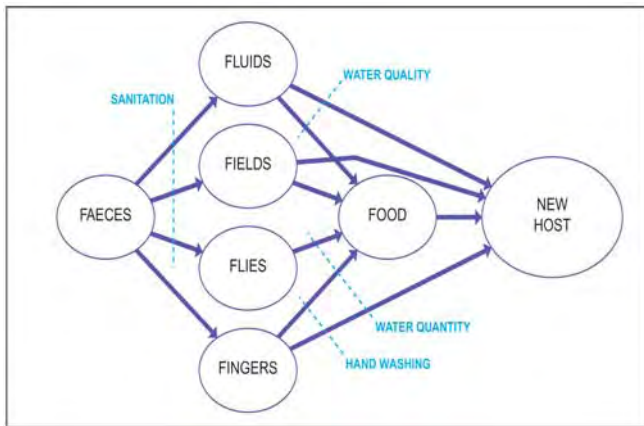 FLUIDS
WATER QUALITY
SANITATION
FIELDS
FAECES
FOOD
NEW
HOST
FLIES
WATER QUANTITY
HAND WASHING
FINGERS